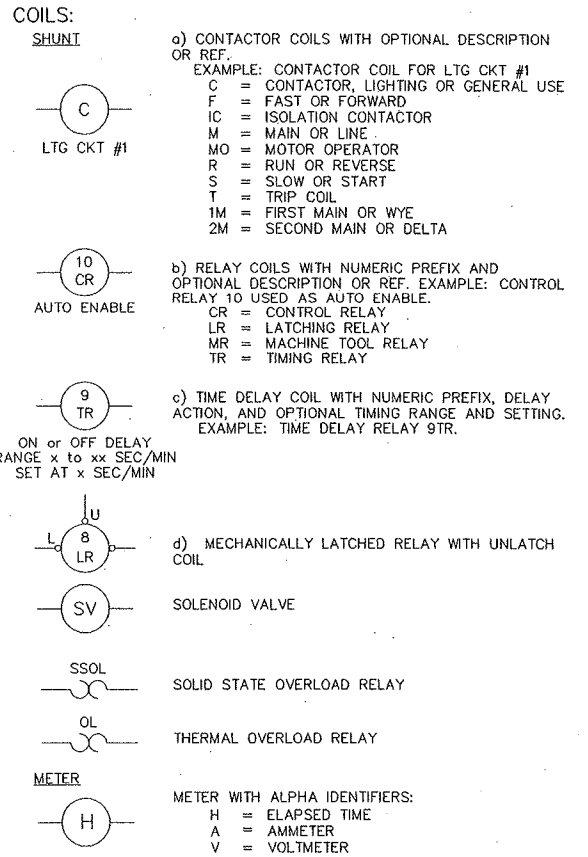 COILS:
SHUNT
a) CONTACTOR COILS WITH OPTIONAL DESCRIPTION
OR REF.
EXAMPLE: CONTACTOR COIL FOR LTG CKT #1
C = CONTACTOR, LIGHTING OR GENERAL USE
F = FAST OR FORWARD
IC = ISOLATION CONTACTOR
M = MAIN OR LINE
MO = MOTOR OPERATOR
R = RUN OR REVERSE
S = SLOW OR START
T = TRIP COIL
1M = FIRST MAIN OR WYE
2M = SECOND MAIN OR DELTA
C
LTG CKT #1
10
CR
AUTO ENABLE
b) RELAY COILS WITH NUMERIC PREFIX AND
OPTIONAL DESCRIPTION OR REF. EXAMPLE: CONTROL
RELAY 10 USED AS AUTO ENABLE.
CR = CONTROL RELAY
LR = LATCHING RELAY
MR = MACHINE TOOL RELAY
TR = TIMING RELAY
9
TR
ON or OFF DELAY
RANGE x to xx SEC/MIN
SET AT x SEC/MIN
c) TIME DELAY COIL WITH NUMERIC PREFIX, DELAY
ACTION, AND OPTIONAL TIMING RANGE AND SETTING.
EXAMPLE: TIME DELAY RELAY 9TR.
U
L
8
LR
d) MECHANICALLY LATCHED RELAY WITH UNLATCH
COIL
SV
SOLENOID VALVE
SSOL
SOLID STATE OVERLOAD RELAY
OL
THERMAL OVERLOAD RELAY
METER
H
METER WITH ALPHA IDENTIFIERS:
H = ELAPSED TIME
A = AMMETER
V = VOLTMETER